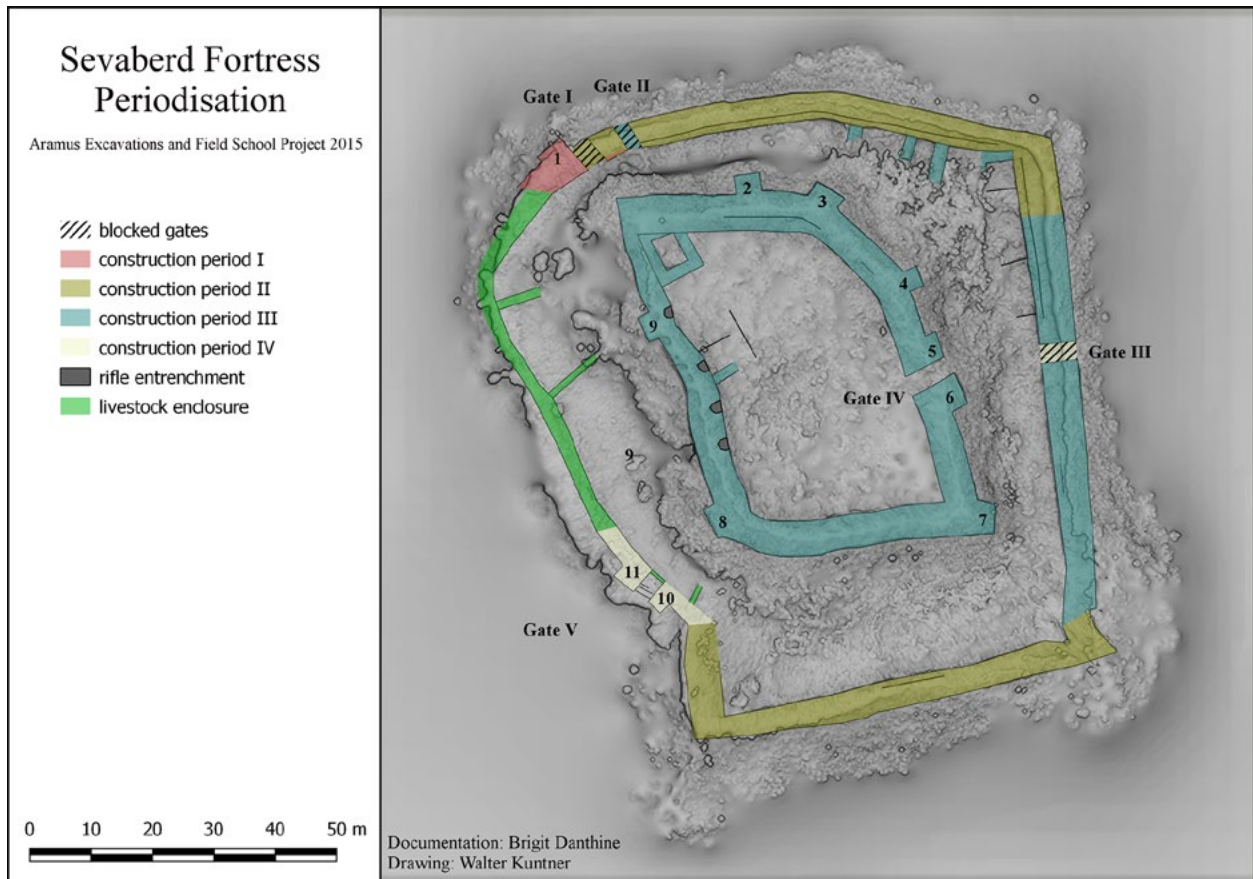 Sevaberd Fortress
Periodisation
Aramus Excavations and Field School Project 2015
blocked gates
construction period I
construction period II
construction period III
construction period IV
rifle entrenchment
livestock enclosure
0 10 20 30 40 50 m
Gate I
Gate II
1
2
3
4
9
5
Gate III
Gate IV
6
9
8
7
11
10
Gate V
Documentation: Brigit Danthine
Drawing: Walter Kuntner